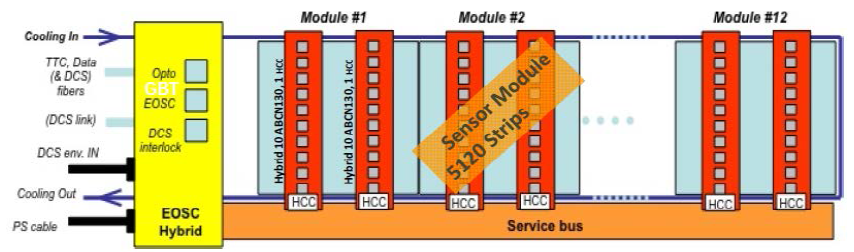 Module #1
Module #2
Module #12
Cooling In
TTC, Data
(& DCS)
fibers
(DCS link)
DCS env. IN
Cooling Out
PS cable
Opto
GBT
EOSC
DCS
interlock
EOSC
Hybrid
Hybrid 10 ABCN130, 1 HCC
Hybrid 10 ABCN130, 1 HCC
Sensor Module
5120 Strips
HCC
HCC
HCC
HCC
HCC
HCC
Service bus